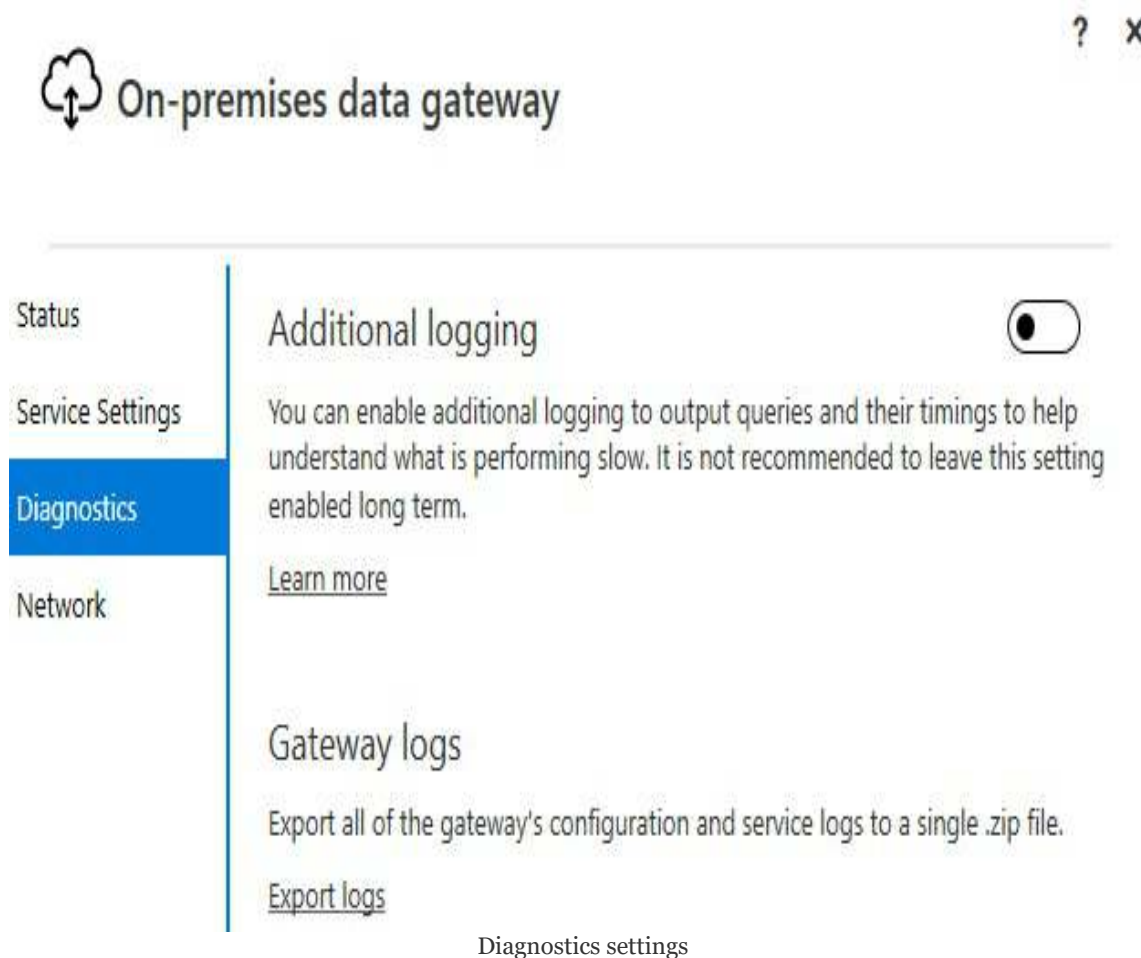 ? X
On-premises data gateway
Status
Service Settings
Diagnostics
Network
Additional logging
You can enable additional logging to output queries and their timings to help
understand what is performing slow. It is not recommended to leave this setting
enabled long term.
Learn more
Gateway logs
Export all of the gateway's configuration and service logs to a single .zip file.
Export logs
Diagnostics settings